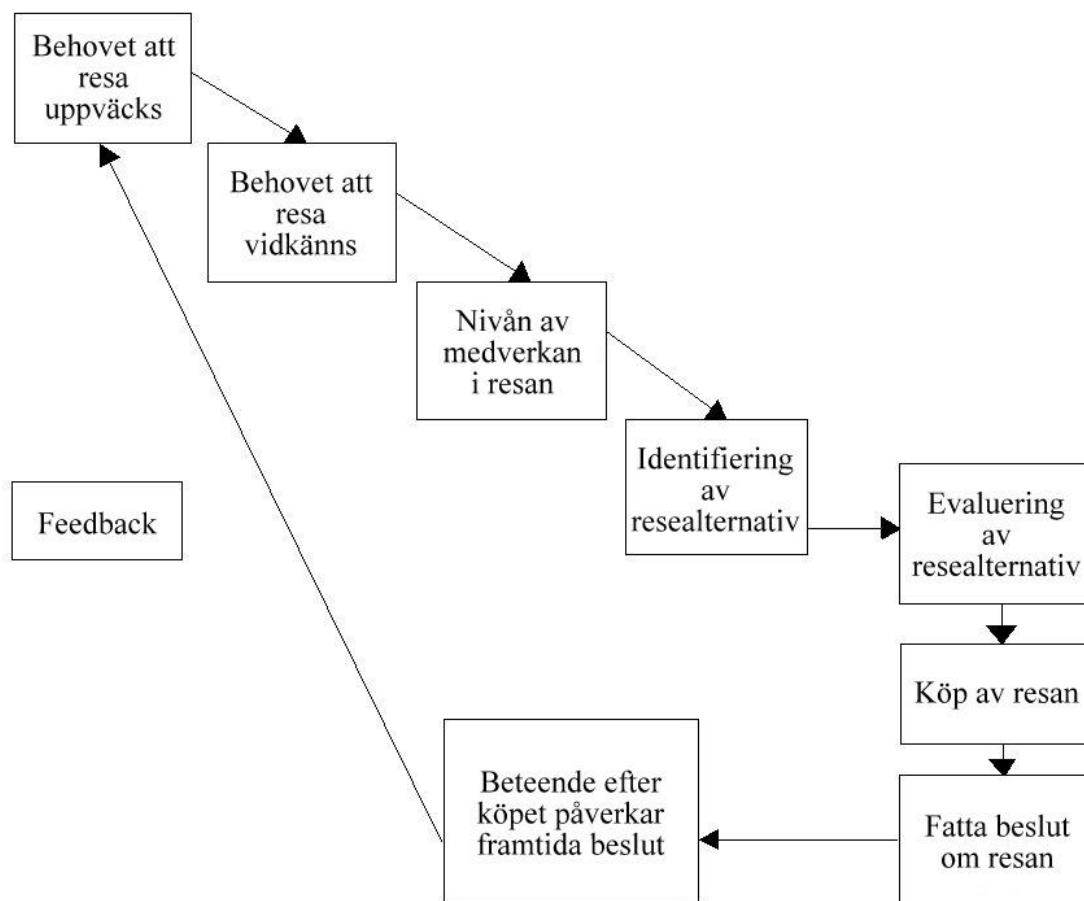 Behovet att
resa
uppväcks
Behovet att
resa
vidkänns
Nivån av
medverkan
i resan
Identifiering
av
resealternativ
Evaluering
av
resealternativ
Feedback
Köp av resan
Beteende efter
köpet påverkar
framtida beslut
Fatta beslut
om resan